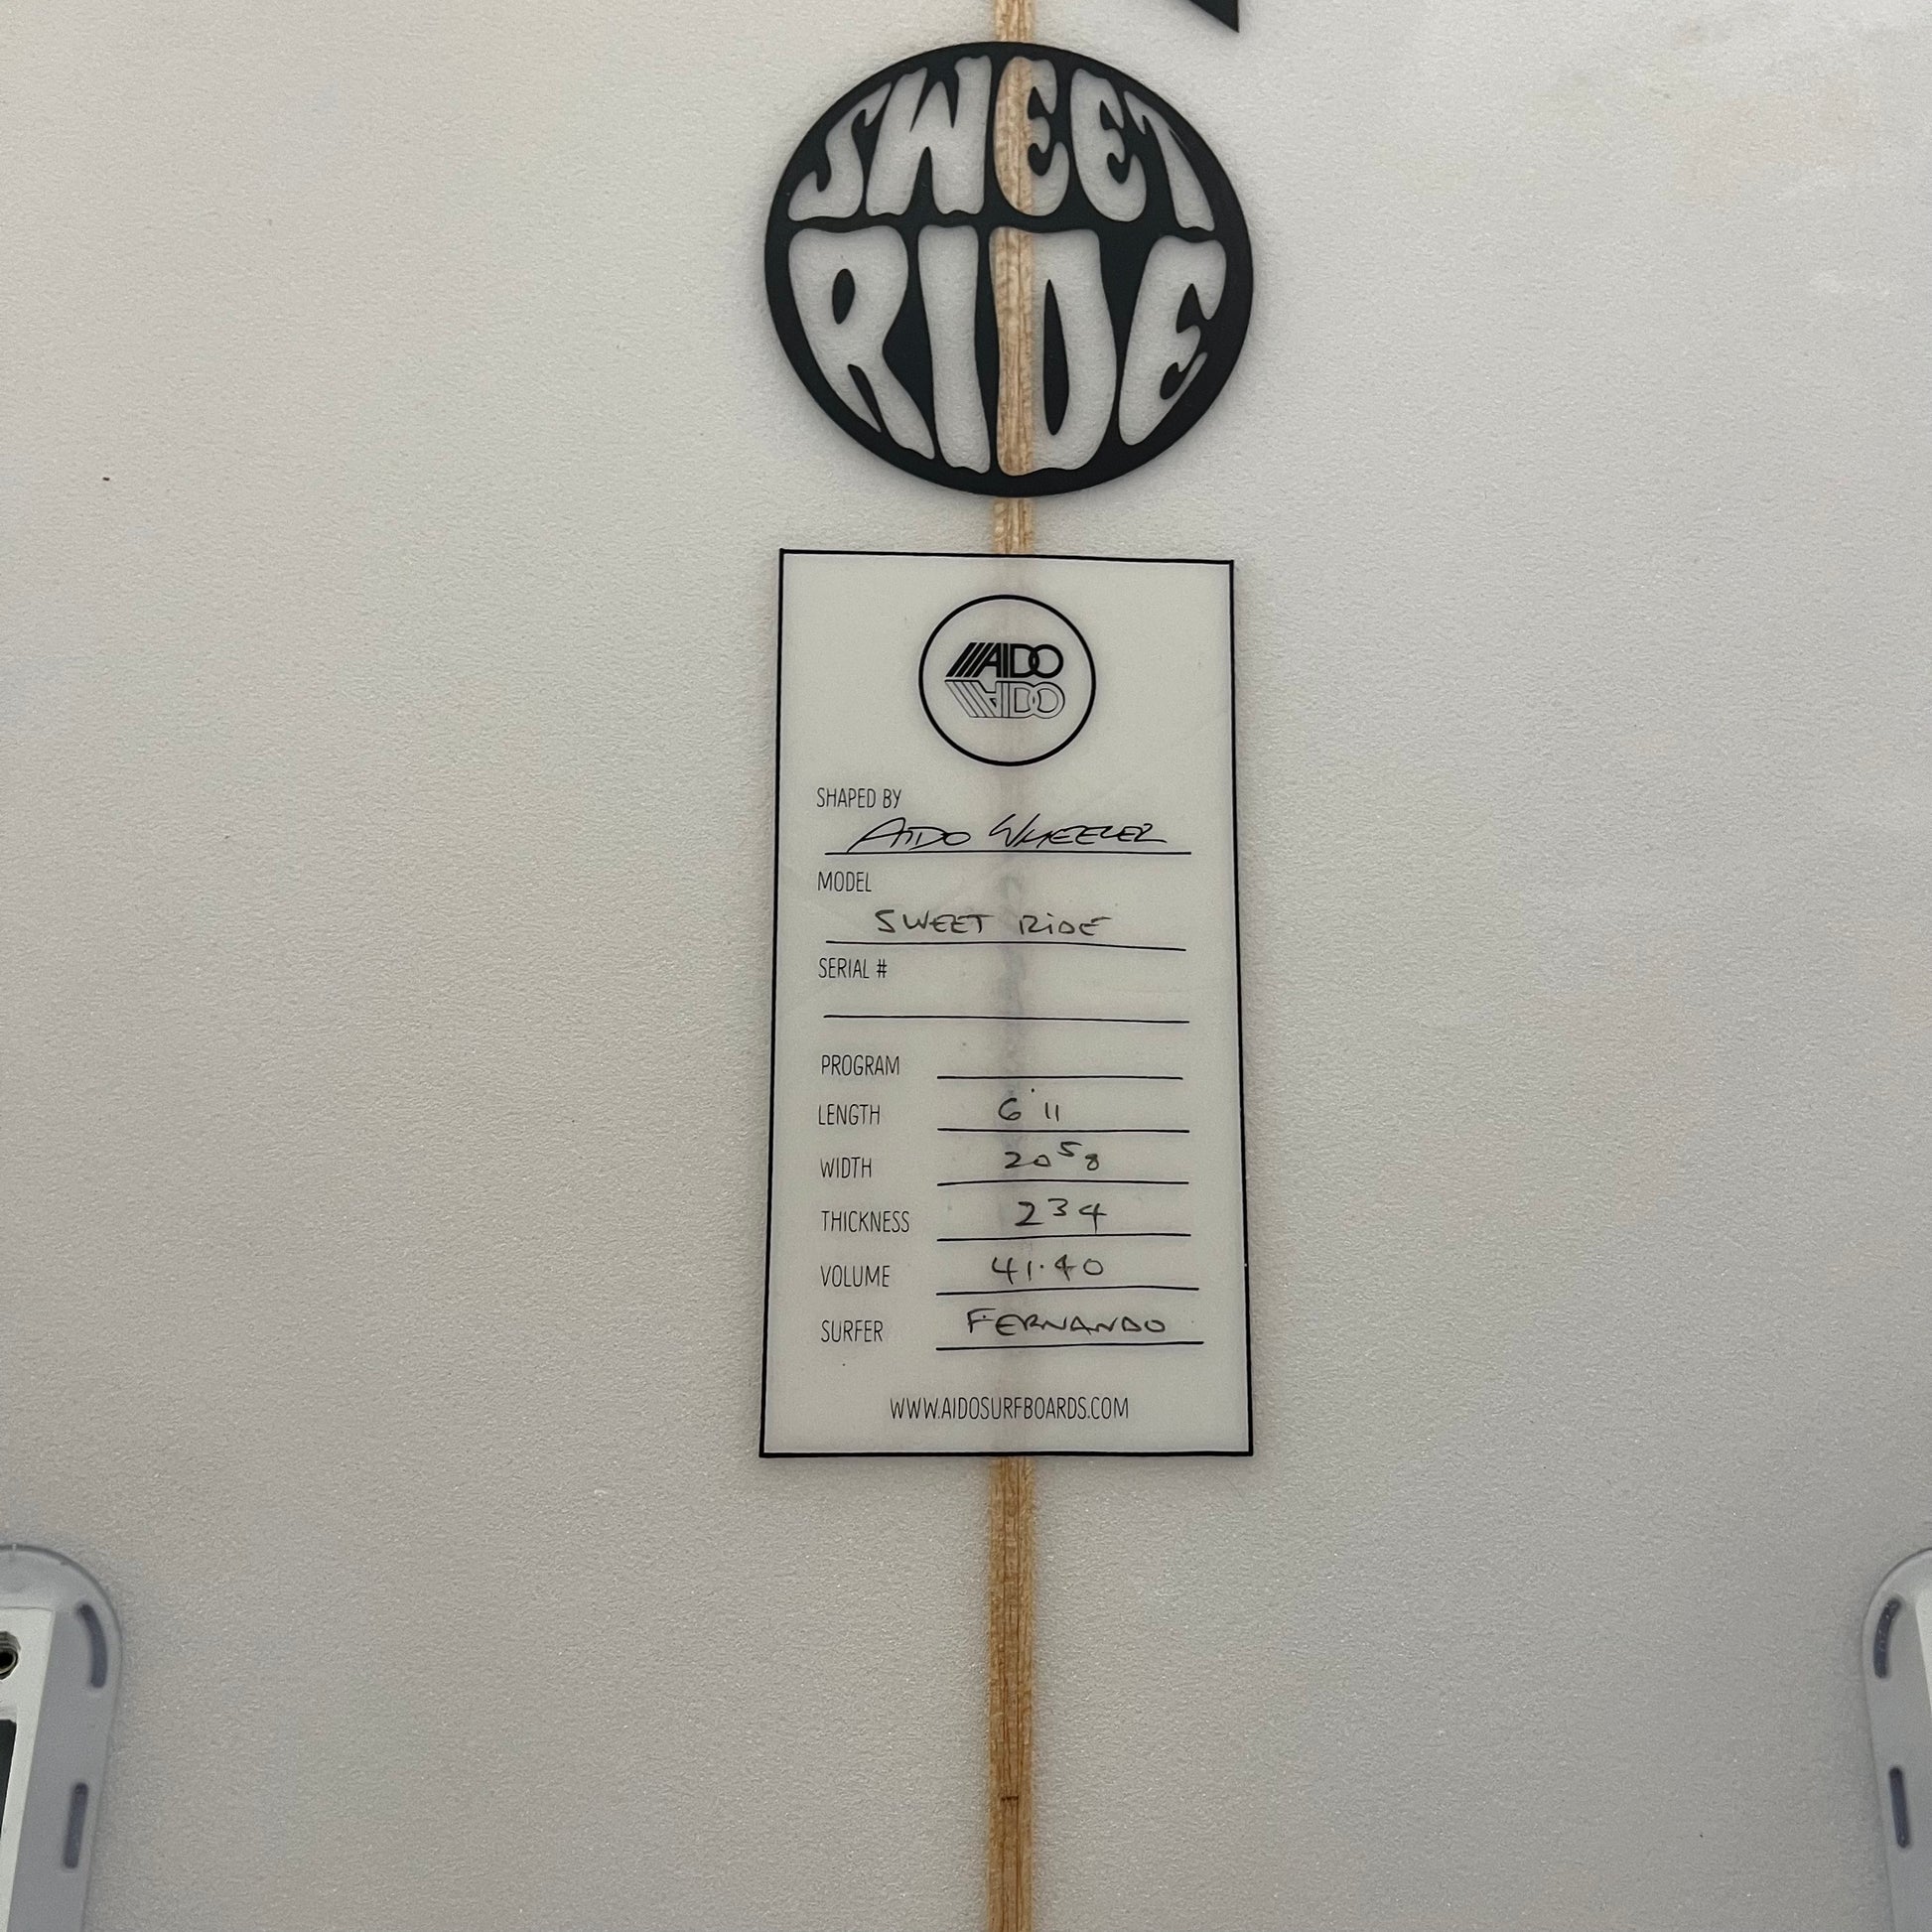 SWEET
RIDE
AIDO
AIDO
SHAPED BY
AIDO WHEELER
MODEL
SWEET RIDE
SERIAL #
PROGRAM
LENGTH 6'11
WIDTH 20 5 8
THICKNESS 2 3 4
VOLUME 41.40
SURFER FERNANDO
WWW.AIDOSURFBOARDS.COM